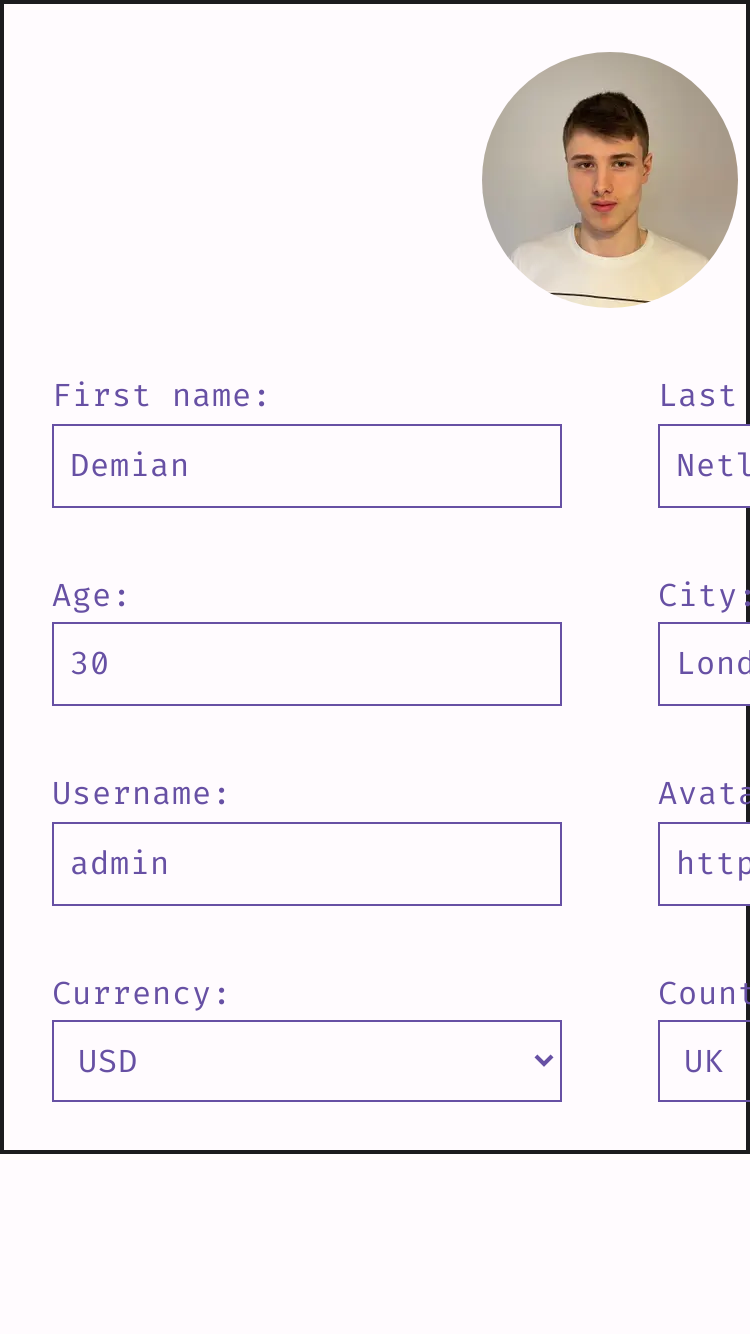 First name:
Last
Demian
Netl
Age:
City:
30
Lond
Username:
Avata
admin
http
Currency:
Count
USD
UK